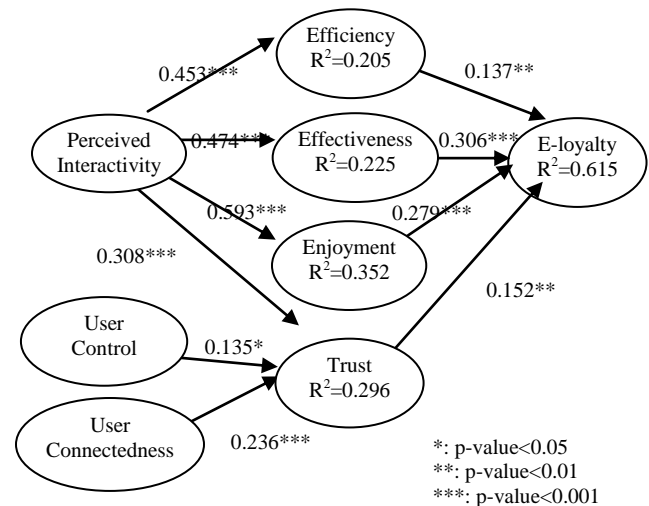 Efficiency
R²=0.205
0.453***
0.137**
Perceived
Interactivity
0.474***
Effectiveness
R²=0.225
0.306***
E-loyalty
R²=0.615
0.593***
0.279***
Enjoyment
R²=0.352
0.308***
0.152**
User
Control
0.135*
Trust
R²=0.296
User
Connectedness
0.236***
*: p-value<0.05
**: p-value<0.01
***: p-value<0.001